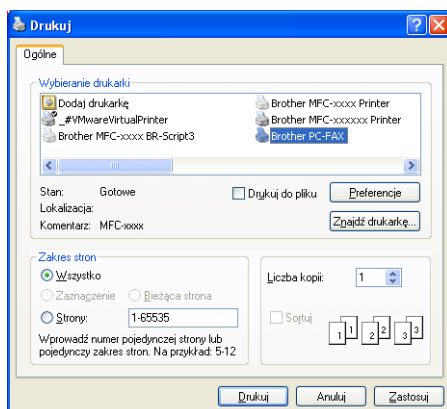 Drukuj
Ogólne
Wybieranie drukarki
Dodaj drukarkę
Brother MFC-xxxx Printer
_#VMwareVirtualPrinter
Brother MFC-xxxxxx Printer
Brother MFC-xxxx BR-Script3
Brother PC-FAX
Stan: Gotowe
Drukuj do pliku
Preferencje
Lokalizacja:
Komentarz: MFC-xxxx
Znajdź drukarkę...
Zakres stron
Wszystko
Liczba kopii: 1
Zaznaczenie Bieżąca strona
Strony: 1-65535
Sortuj
1 1 2 2 3 3
Wprowadź numer pojedynczej strony lub
pojedynczy zakres stron. Na przykład: 5-12
Drukuj Anuluj Zastosuj